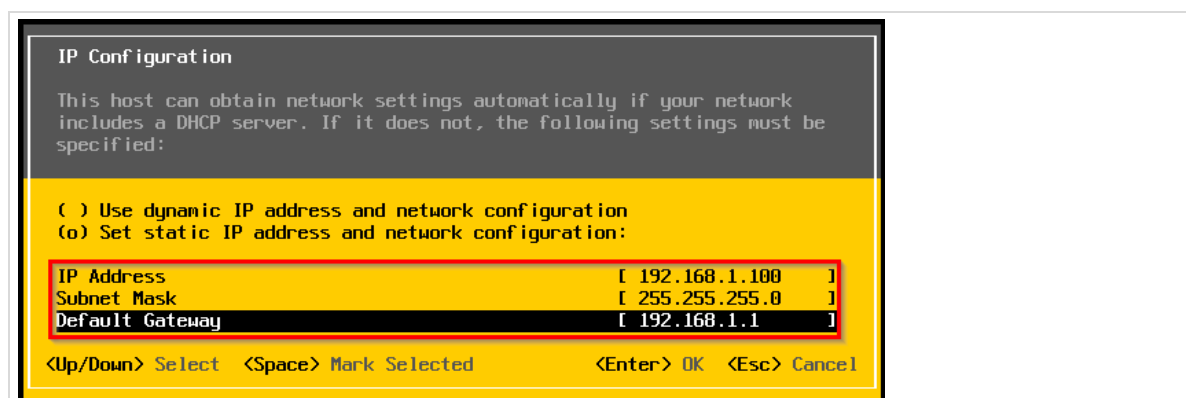 IP Configuration
This host can obtain network settings automatically if your network
includes a DHCP server. If it does not, the following settings must be
specified:
( ) Use dynamic IP address and network configuration
(o) Set static IP address and network configuration:
IP Address [ 192.168.1.100 ]
Subnet Mask [ 255.255.255.0 ]
Default Gateway [ 192.168.1.1 ]
<Up/Down> Select <Space> Mark Selected <Enter> OK <Esc> Cancel